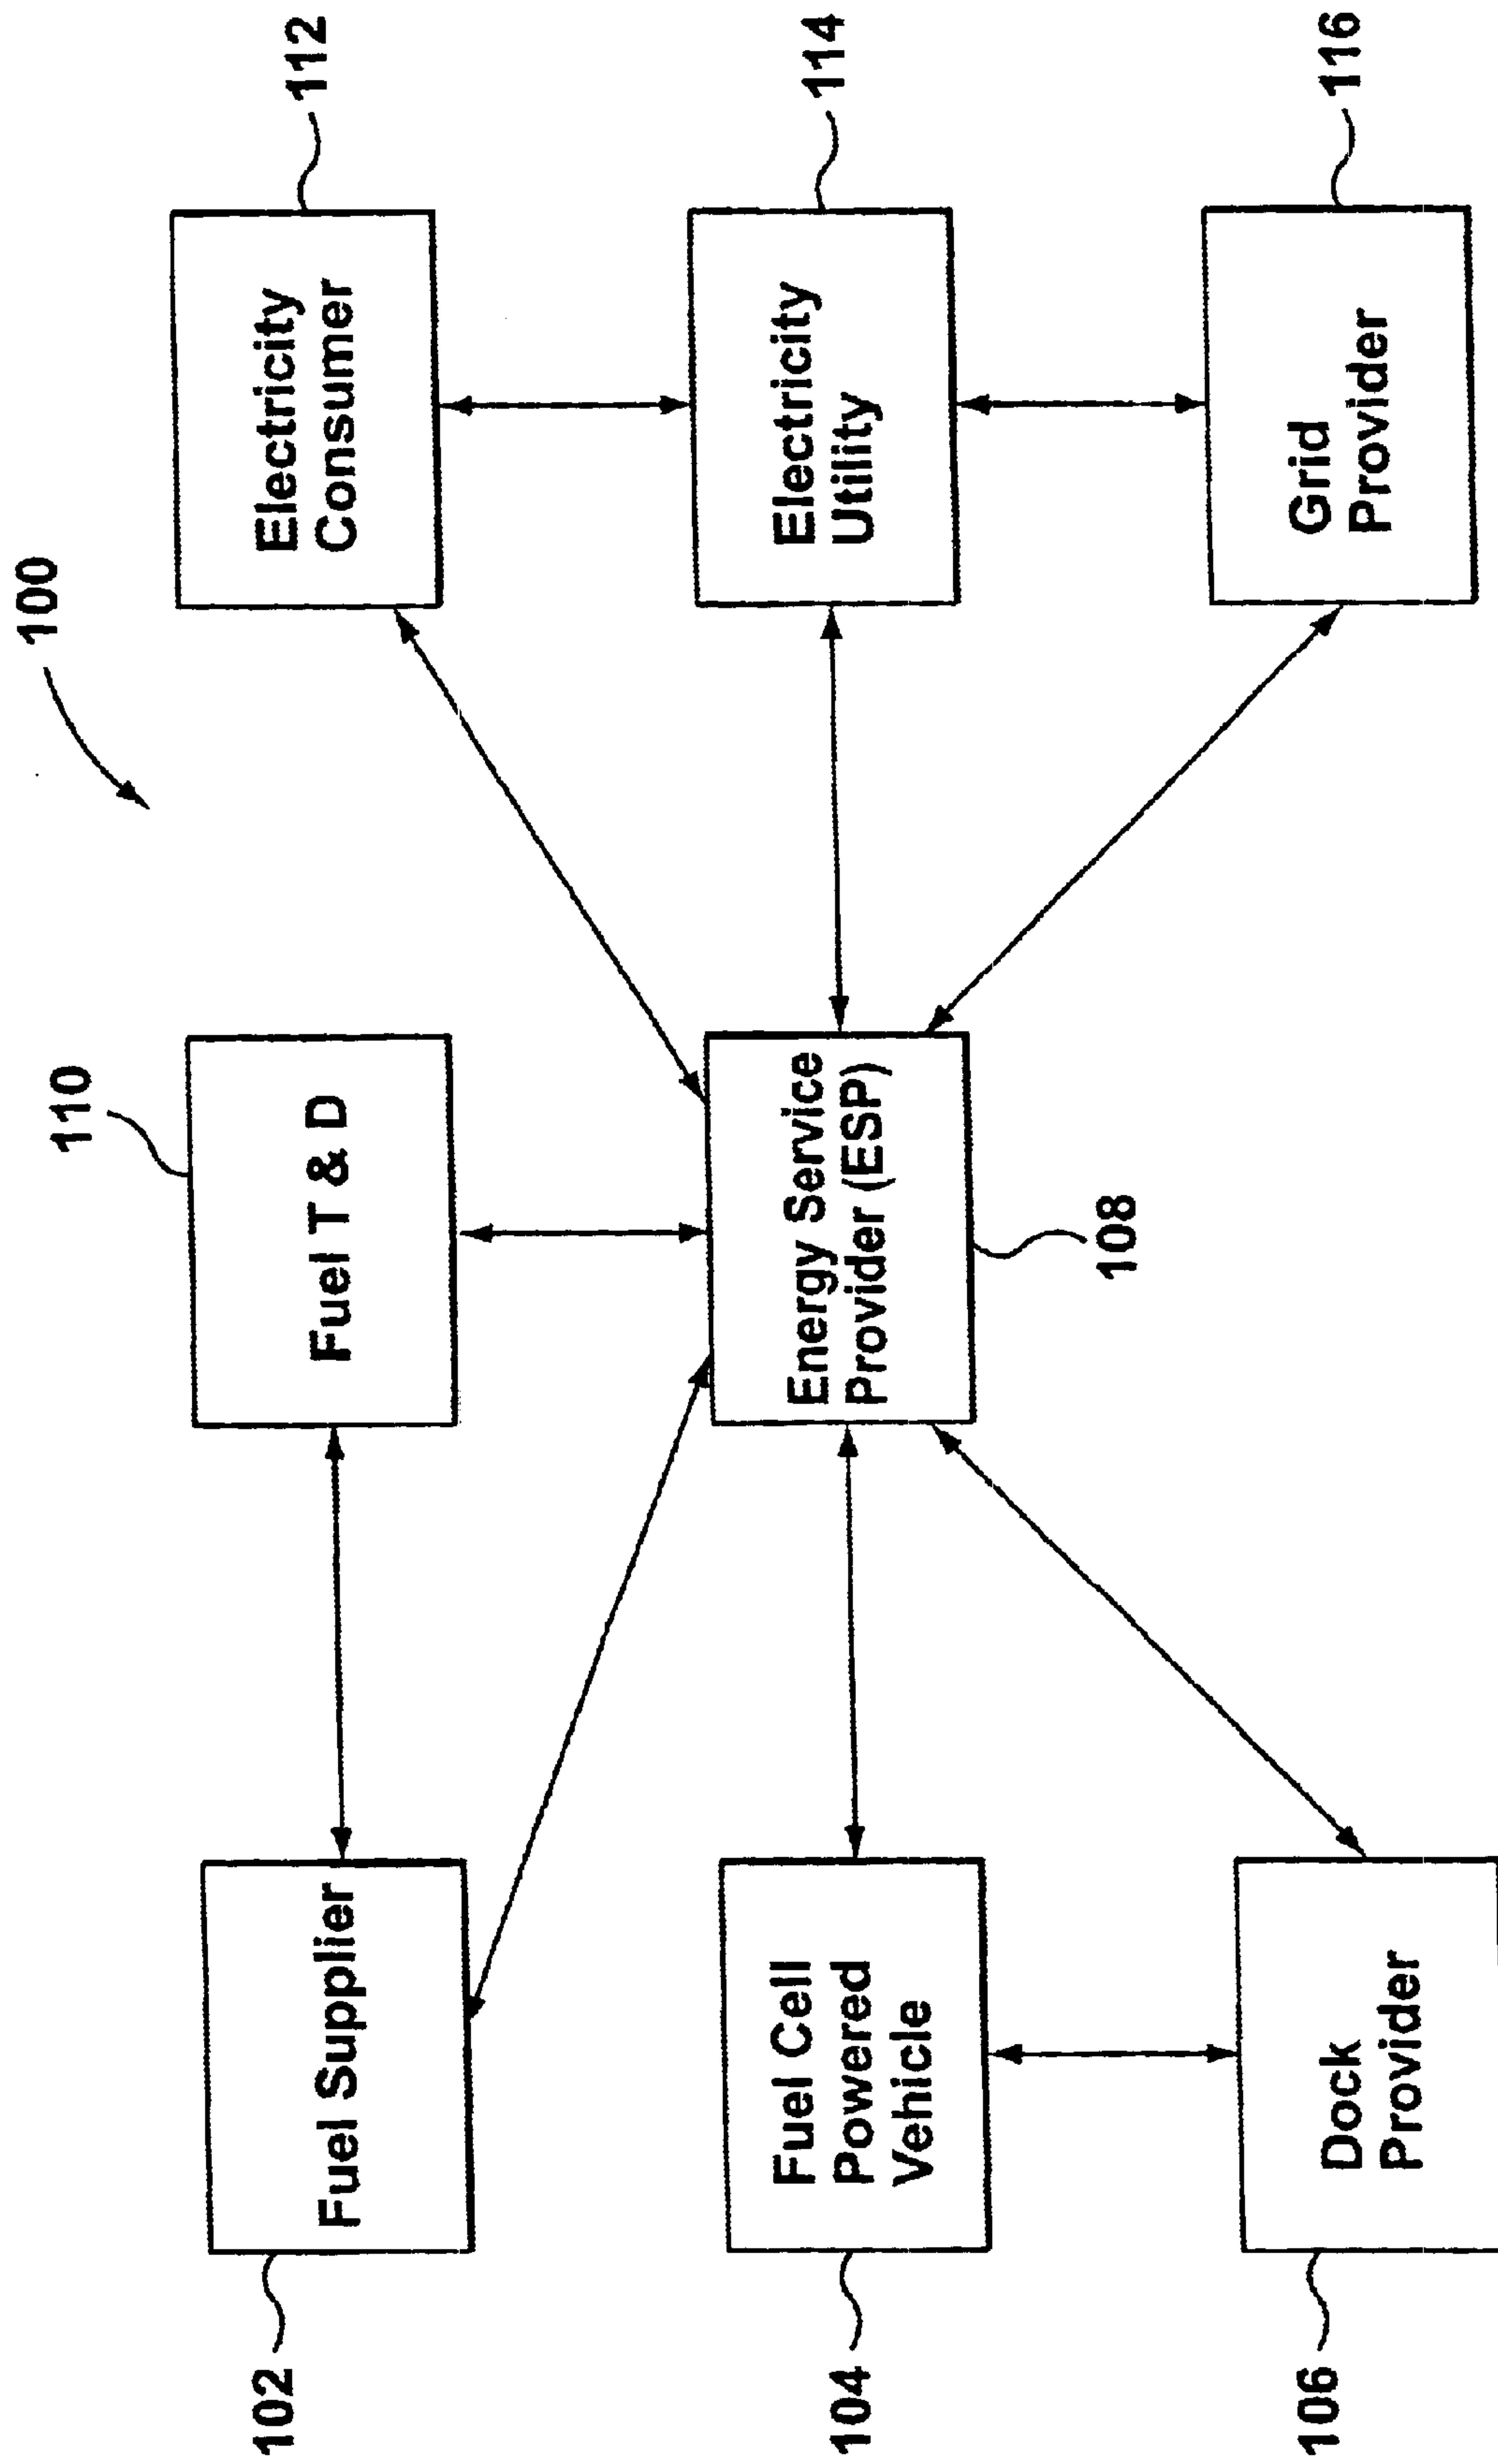 100
110
102
Fuel Supplier
Fuel T & D
Electricity
Consumer
112
104
Fuel Cell
Powered
Vehicle
Energy Service
Provider (ESP)
108
Electricity
Utility
114
106
Dock
Provider
Grid
Provider
116